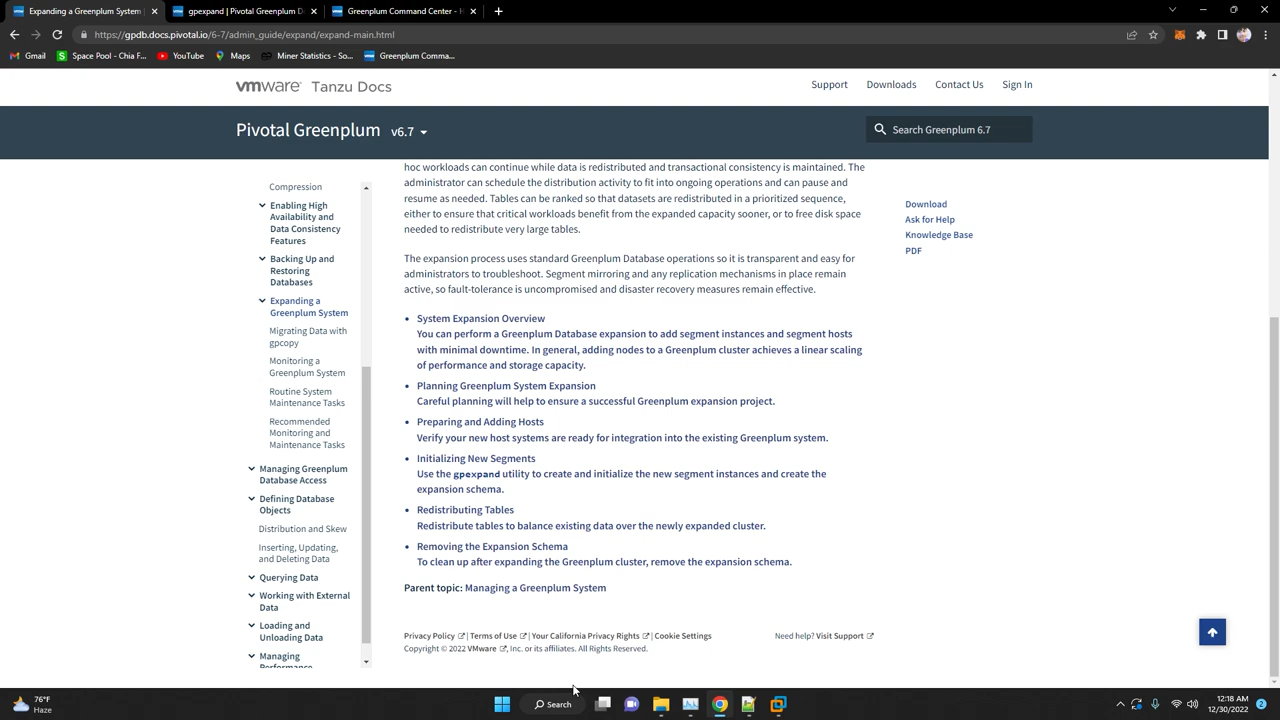 Expanding a Greenplum System
gpexpand | Greenplum D
Greenplum Command Center -
https://gpdb.docs.pivotal.io/6-7/admin_guide/expand/expand-main.html
Gmail
Space Pool - Chia F...
YouTube
Maps
Miner Statistics - So...
Greenplum Comma...
vmware Tanzu Docs
Support
Downloads
Contact Us
Sign In
Pivotal Greenplum v6.7
Search Greenplum 6.7
Compression
Enabling High
Availability and
Data Consistency
Features
Backing Up and
Restoring
Databases
Expanding a
Greenplum System
Migrating Data with
gpcopy
Monitoring a
Greenplum System
Routine System
Maintenance Tasks
Recommended
Monitoring and
Maintenance Tasks
Managing Greenplum
Database Access
Defining Database
Objects
Distribution and Skew
Inserting, Updating,
and Deleting Data
Querying Data
Working with External
Data
Loading and
Unloading Data
Managing
Performance
hoc workloads can continue while data is redistributed and transactional consistency is maintained. The
administrator can schedule the distribution activity to fit into ongoing operations and can pause and
resume as needed. Tables can be ranked so that datasets are redistributed in a prioritized sequence,
either to ensure that critical workloads benefit from the expanded capacity sooner, or to free disk space
needed to redistribute very large tables.
The expansion process uses standard Greenplum Database operations so it is transparent and easy for
administrators to troubleshoot. Segment mirroring and any replication mechanisms in place remain
active, so fault-tolerance is uncompromised and disaster recovery measures remain effective.
• System Expansion Overview
You can perform a Greenplum Database expansion to add segment instances and segment hosts
with minimal downtime. In general, adding nodes to a Greenplum cluster achieves a linear scaling
of performance and storage capacity.
• Planning Greenplum System Expansion
Careful planning will help to ensure a successful Greenplum expansion project.
• Preparing and Adding Hosts
Verify your new host systems are ready for integration into the existing Greenplum system.
• Initializing New Segments
Use the gpexpand utility to create and initialize the new segment instances and create the
expansion schema.
• Redistributing Tables
Redistribute tables to balance existing data over the newly expanded cluster.
• Removing the Expansion Schema
To clean up after expanding the Greenplum cluster, remove the expansion schema.
Parent topic: Managing a Greenplum System
Download
Ask for Help
Knowledge Base
PDF
Privacy Policy | Terms of Use | Your California Privacy Rights | Cookie Settings
Need help? Visit Support
Copyright © 2022 VMware, Inc. or its affiliates. All Rights Reserved.
76°F
Haze
Search
12:18 AM
12/30/2022
2